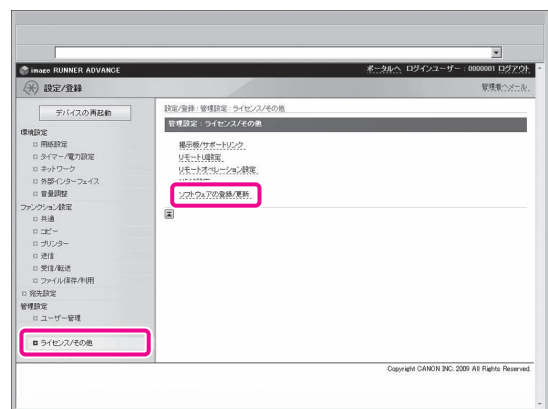 image RUNNER ADVANCE
ポータルへ ログインユーザー : 0000001 ログアウト
設定/登録
管理者へメール
デバイスの再起動
設定/登録 : 管理設定 : ライセンス/その他
管理設定 : ライセンス/その他
環境設定
用紙設定
タイマー/電力設定
ネットワーク
外部インターフェイス
音量調整
ファンクション設定
共通
コピー
プリンター
送信
受信/転送
ファイル保存/利用
宛先設定
管理設定
ユーザー管理
ライセンス/その他
掲示板/サポートリンク
リモートUI設定
リモートオペレーション設定
ソフトウェアの登録/更新
Copyright CANON INC. 2009 All Rights Reserved